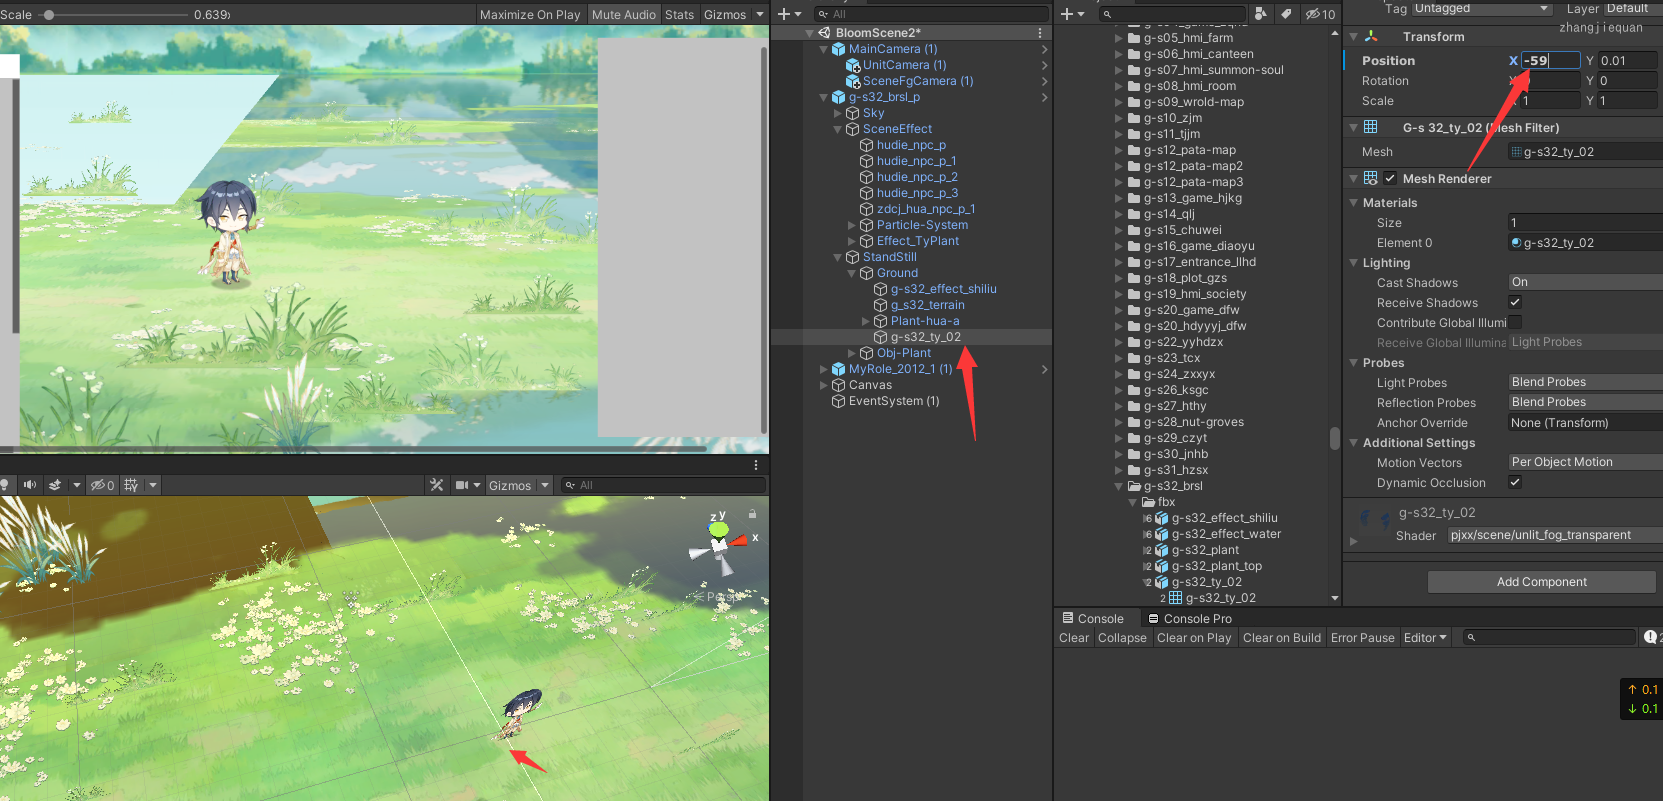 Scale 0.639x Maximize On Play Mute Audio Stats Gizmos
Gizmos All
z y x
Persp
All
BloomScene2*
MainCamera (1)
UnitCamera (1)
SceneFgCamera (1)
g-s32_brsl_p
Sky
SceneEffect
hudie_npc_p
hudie_npc_p_1
hudie_npc_p_2
hudie_npc_p_3
zdcj_hua_npc_p_1
Particle-System
Effect_TyPlant
StandStill
Ground
g-s32_effect_shiliu
g_s32_terrain
Plant-hua-a
g-s32_ty_02
Obj-Plant
MyRole_2012_1 (1)
Canvas
EventSystem (1)
10
g-s05_hmi_farm
g-s06_hmi_canteen
g-s07_hmi_summon-soul
g-s08_hmi_room
g-s09_wrold-map
g-s10_zjm
g-s11_tjjm
g-s12_pata-map
g-s12_pata-map2
g-s12_pata-map3
g-s13_game_hjkg
g-s14_qlj
g-s15_chuwei
g-s16_game_diaoyu
g-s17_entrance_llhd
g-s18_plot_gzs
g-s19_hmi_society
g-s20_game_dfw
g-s20_hdyyyj_dfw
g-s22_yyhdzx
g-s23_tcx
g-s24_zxxyx
g-s26_ksgc
g-s27_hthy
g-s28_nut-groves
g-s29_czyt
g-s30_jnhb
g-s31_hzsx
g-s32_brsl
fbx
g-s32_effect_shiliu
g-s32_effect_water
g-s32_plant
g-s32_plant_top
g-s32_ty_02
g-s32_ty_02
Tag Untagged Layer Default
zhangjiequan
Transform
Position X -59 Y 0.01
Rotation Y 0
Scale 1 Y 1
G-s 32_ty_02 (Mesh Filter)
Mesh g-s32_ty_02
Mesh Renderer
Materials
Size 1
Element 0 g-s32_ty_02
Lighting
Cast Shadows On
Receive Shadows
Contribute Global Illumi
Receive Global Illumina Light Probes
Probes
Light Probes Blend Probes
Reflection Probes Blend Probes
Anchor Override None (Transform)
Additional Settings
Motion Vectors Per Object Motion
Dynamic Occlusion
g-s32_ty_02
Shader pjxx/scene/unlit_fog_transparent
Add Component
Console Console Pro
Clear Collapse Clear on Play Clear on Build Error Pause Editor
↑ 0.1
↓ 0.1